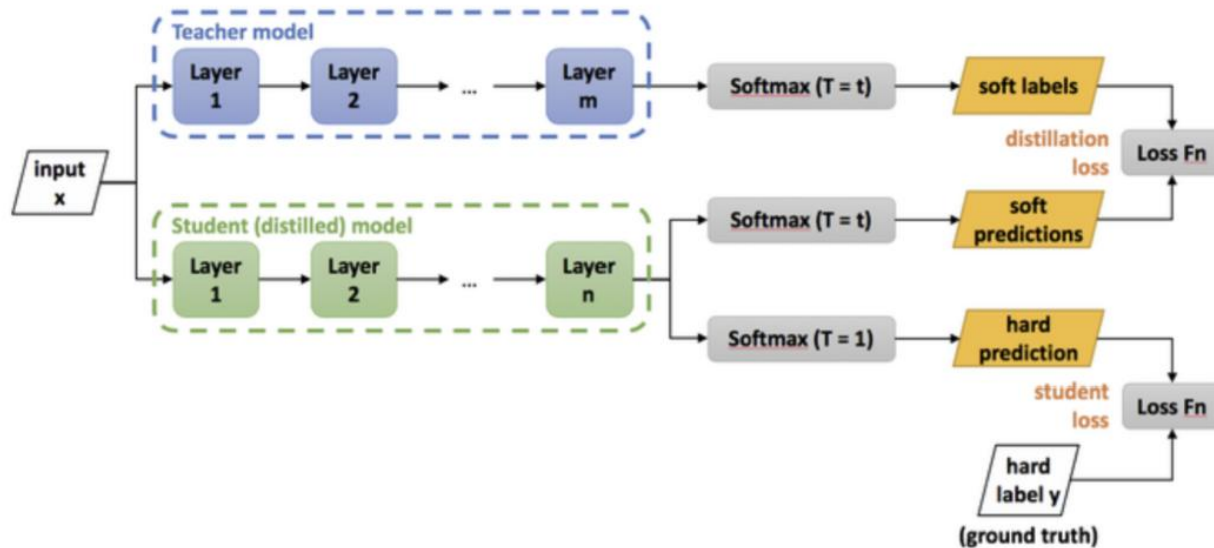 Teacher model
Layer
1
Layer
2
...
Layer
m
Softmax (T = t)
soft labels
distillation
loss
Loss Fn
input
x
Student (distilled) model
Layer
1
Layer
2
...
Layer
n
Softmax (T = t)
soft
predictions
Softmax (T = 1)
hard
prediction
student
loss
Loss Fn
hard
label y
(ground truth)